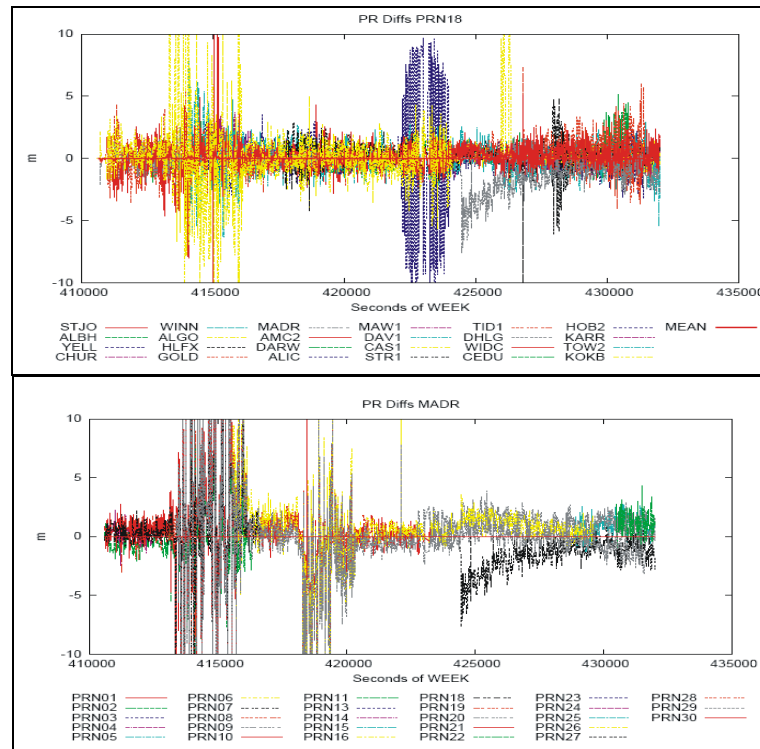 PR Diffs PRN18
10
5
0
-5
-10
m
410000 415000 420000 425000 430000 435000
Seconds of WEEK
STJO WINN MADR MAW1 TID1 HOB2 MEAN
ALBH ALGO AMC2 DAV1 DHLG KARR
YELL HLFX DARW CAS1 WIDC TOW2
CHUR GOLD ALIC STR1 CEDU KOKB
PR Diffs MADR
10
5
0
-5
-10
m
410000 415000 420000 425000 430000 435000
Seconds of WEEK
PRN01 PRN06 PRN11 PRN18 PRN23 PRN28
PRN02 PRN07 PRN13 PRN19 PRN24 PRN29
PRN03 PRN08 PRN14 PRN20 PRN25 PRN30
PRN04 PRN09 PRN15 PRN21 PRN26
PRN05 PRN10 PRN16 PRN22 PRN27